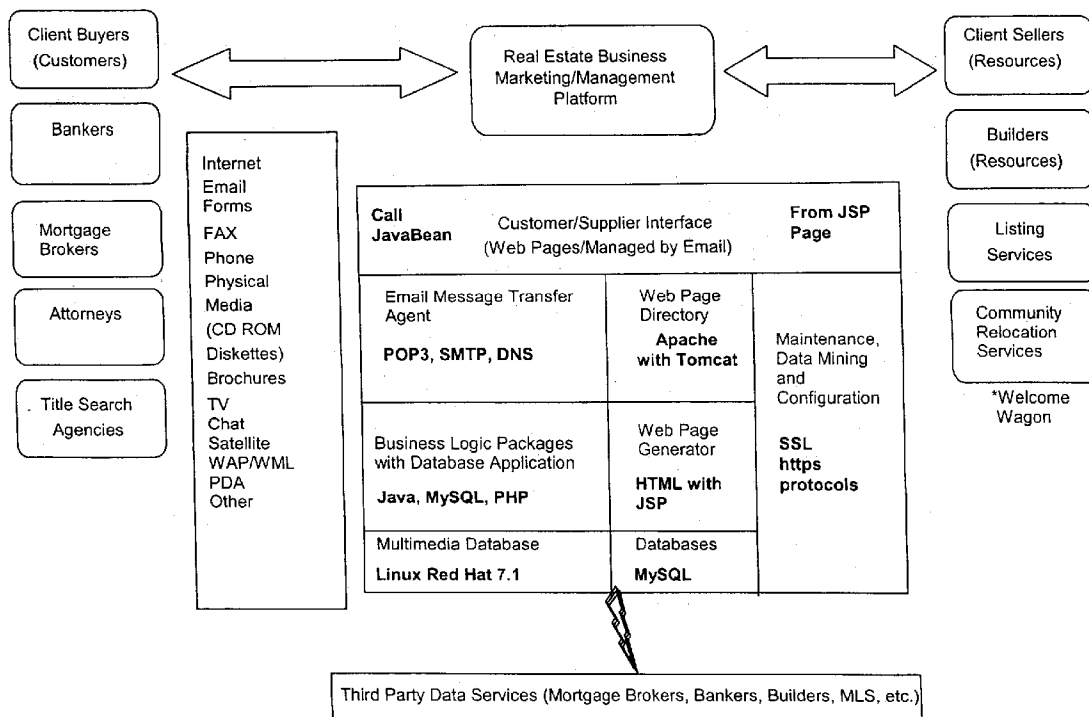 Client Buyers
(Customers)
Bankers
Mortgage
Brokers
Attorneys
Title Search
Agencies
Real Estate Business
Marketing/Management
Platform
Client Sellers
(Resources)
Builders
(Resources)
Listing
Services
Community
Relocation
Services
*Welcome
Wagon
Internet
Email
Forms
FAX
Phone
Physical
Media
(CD ROM
Diskettes)
Brochures
TV
Chat
Satellite
WAP/WML
PDA
Other
Call
JavaBean
Customer/Supplier Interface
(Web Pages/Managed by Email)
From JSP
Page
Email Message Transfer
Agent
POP3, SMTP, DNS
Web Page
Directory
Apache
with Tomcat
Maintenance,
Data Mining
and
Configuration
SSL
https
protocols
Business Logic Packages
with Database Application
Java, MySQL, PHP
Web Page
Generator
HTML with
JSP
Multimedia Database
Linux Red Hat 7.1
Databases
MySQL
Third Party Data Services (Mortgage Brokers, Bankers, Builders, MLS, etc.)